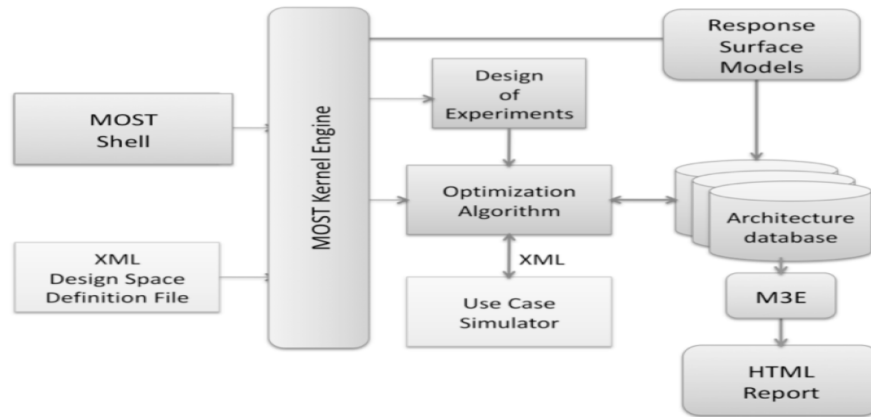 MOST
Shell
XML
Design Space
Definition File
MOST Kernel Engine
Design
of
Experiments
Optimization
Algorithm
XML
Use Case
Simulator
Response
Surface
Models
Architecture
database
M3E
HTML
Report